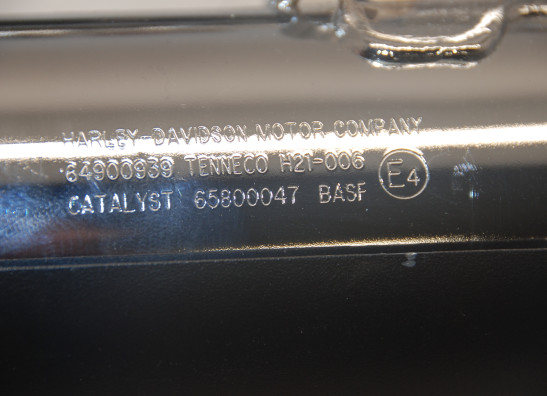 HARLEY-DAVIDSON MOTOR COMPANY
64900939 TENNECO H21-006 E4
CATALYST 65800047 BASF